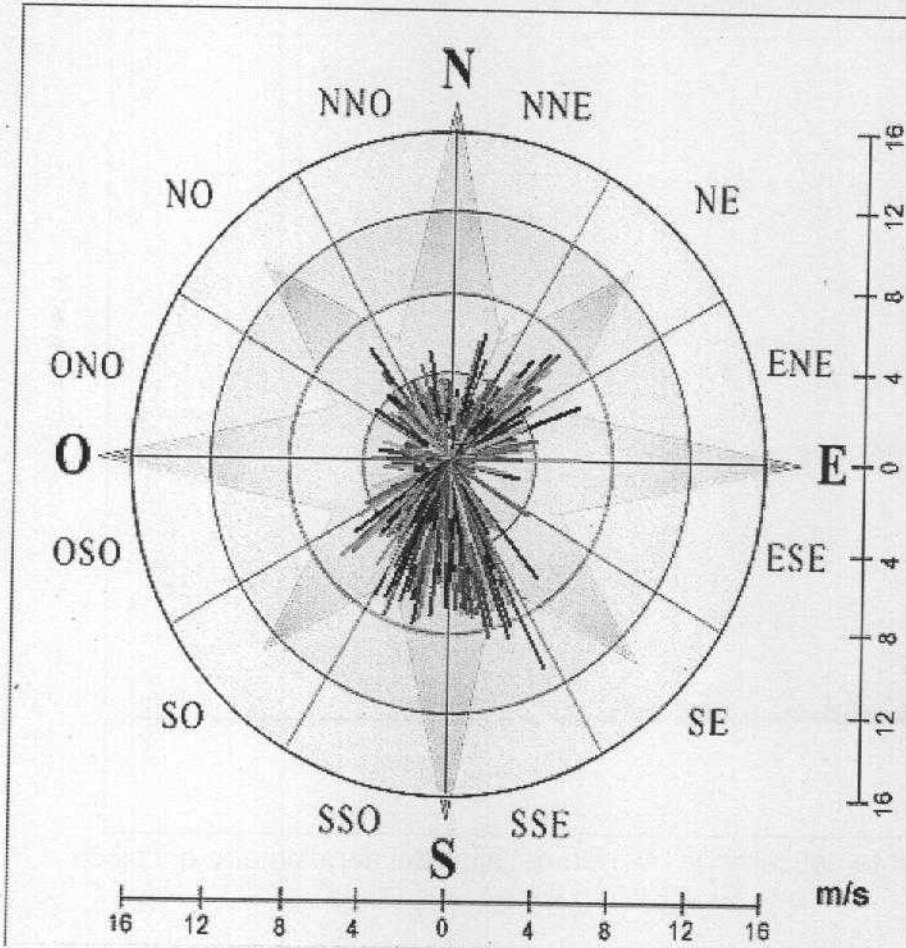 N
NNO NNE
NO NE
ONO ENE
O E
OSO ESE
SO SE
SSO SSE
S
16
12
8
4
0
4
8
12
16
m/s
16 12 8 4 0 4 8 12 16